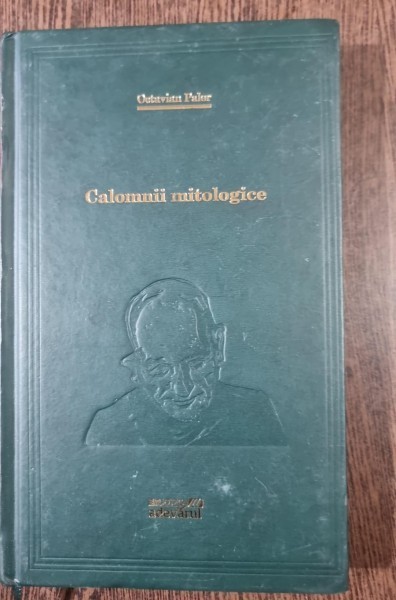 Octavian Paler
Calomnii mitologice
adevărul